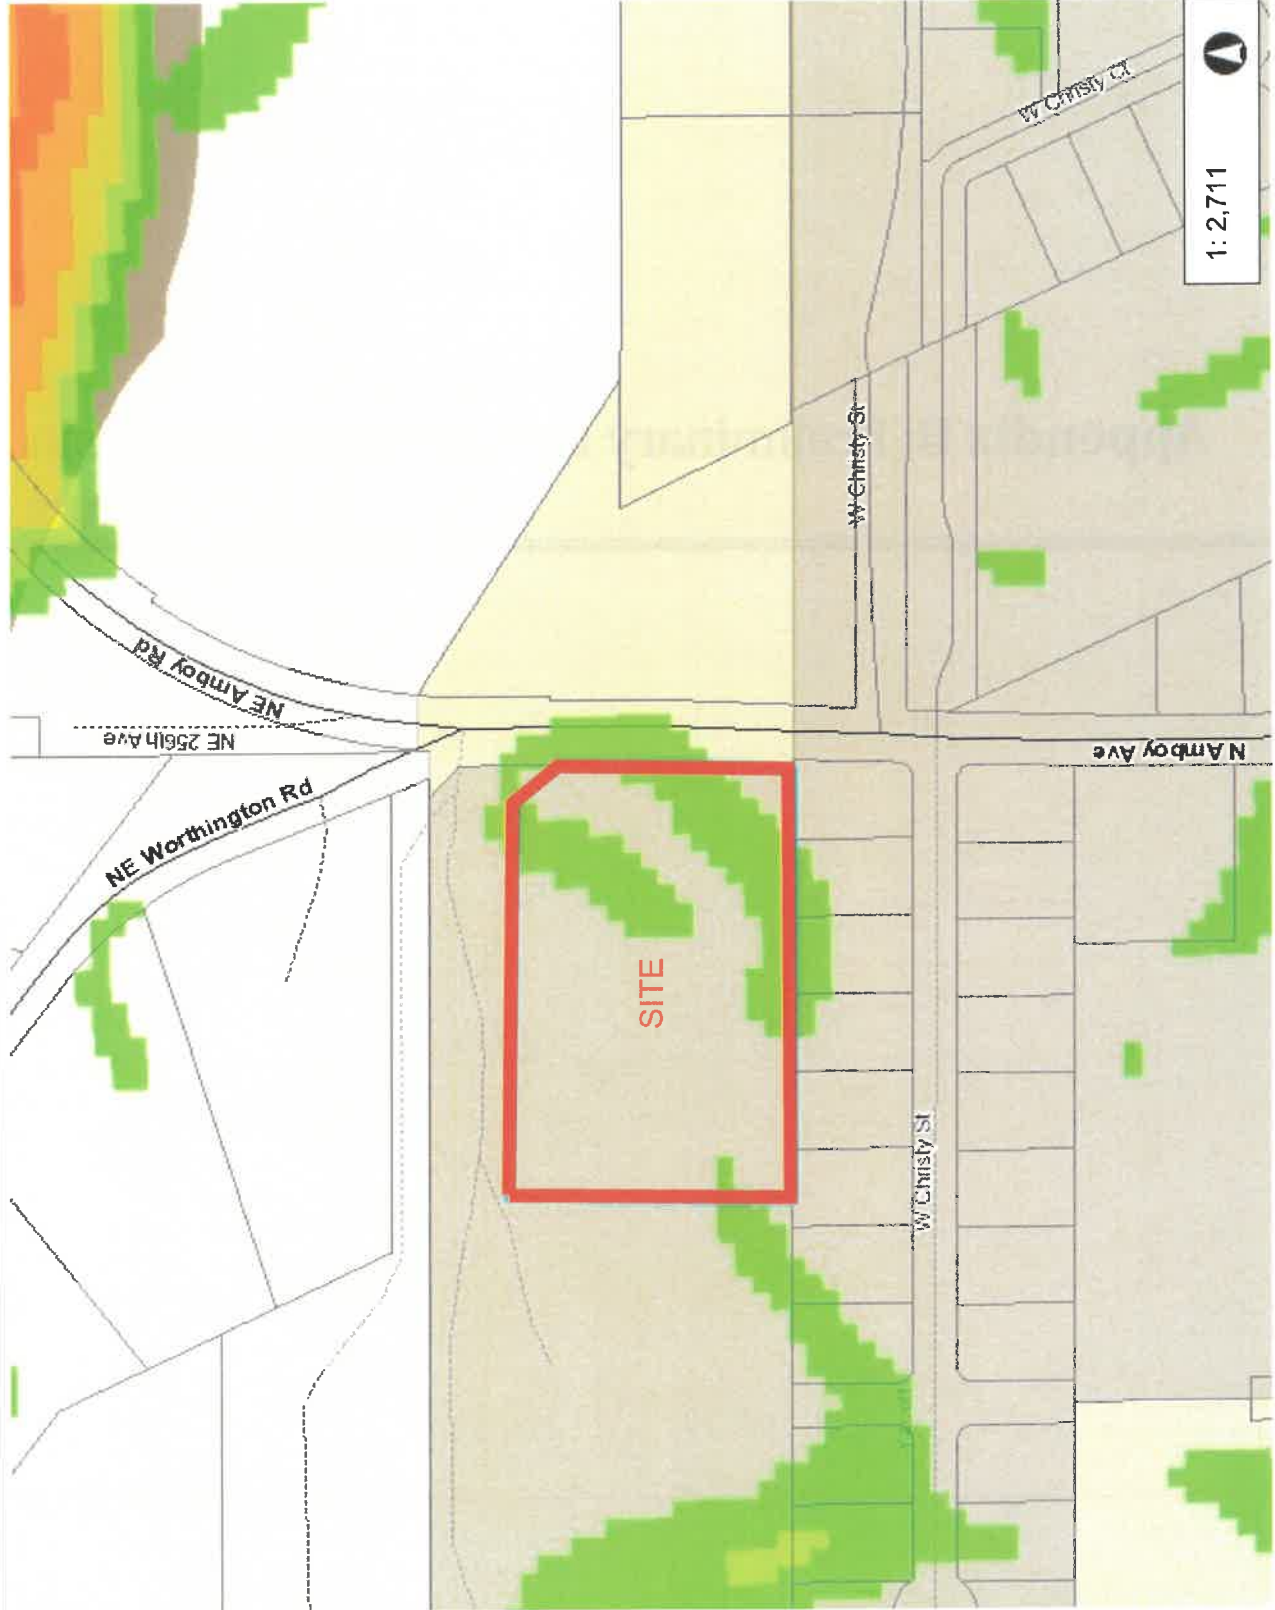 NE Amboy Rd
NE 256th Ave
NE Worthington Rd
W Christy Ct
1: 2,711
W Christy St
N Amboy Ave
SITE
W Christy St